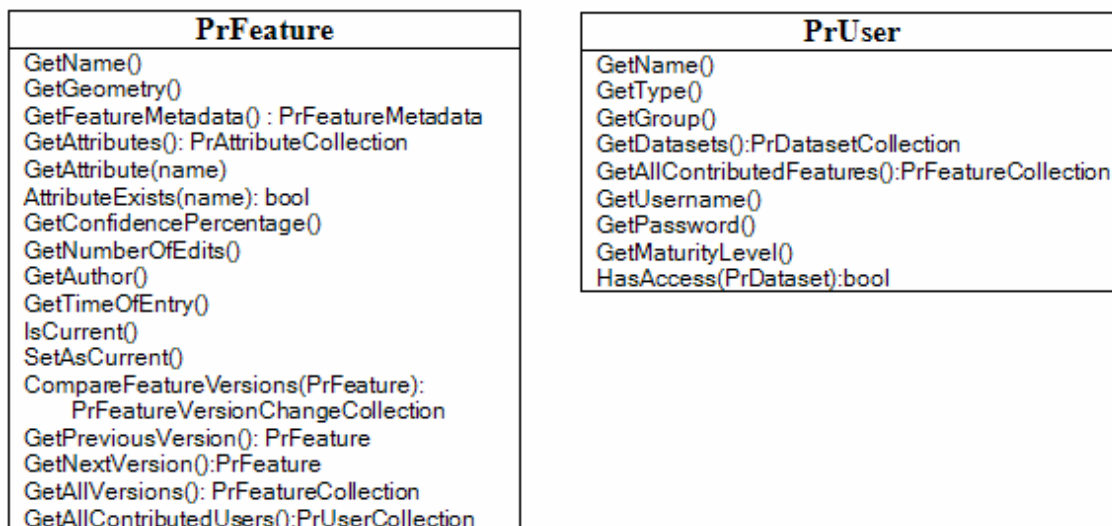 PrFeature
GetName()
GetGeometry()
GetFeatureMetadata() : PrFeatureMetadata
GetAttributes(): PrAttributeCollection
GetAttribute(name)
AttributeExists(name): bool
GetConfidencePercentage()
GetNumberOfEdits()
GetAuthor()
GetTimeOfEntry()
IsCurrent()
SetAsCurrent()
CompareFeatureVersions(PrFeature):
PrFeatureVersionChangeCollection
GetPreviousVersion(): PrFeature
GetNextVersion():PrFeature
GetAllVersions(): PrFeatureCollection
GetAllContributedUsers():PrUserCollection
PrUser
GetName()
GetType()
GetGroup()
GetDatasets():PrDatasetCollection
GetAllContributedFeatures():PrFeatureCollection
GetUsername()
GetPassword()
GetMaturityLevel()
HasAccess(PrDataset):bool